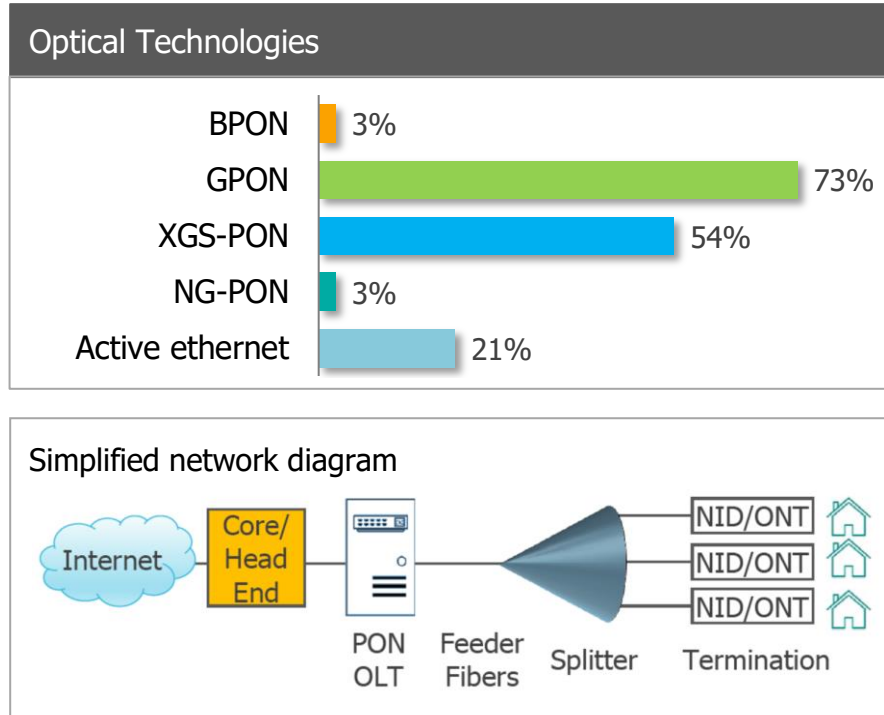 Optical Technologies
BPON 3%
GPON 73%
XGS-PON 54%
NG-PON 3%
Active ethernet 21%
Simplified network diagram
Internet
Core/
Head
End
NID/ONT
NID/ONT
NID/ONT
PON
OLT
Feeder
Fibers
Splitter
Termination